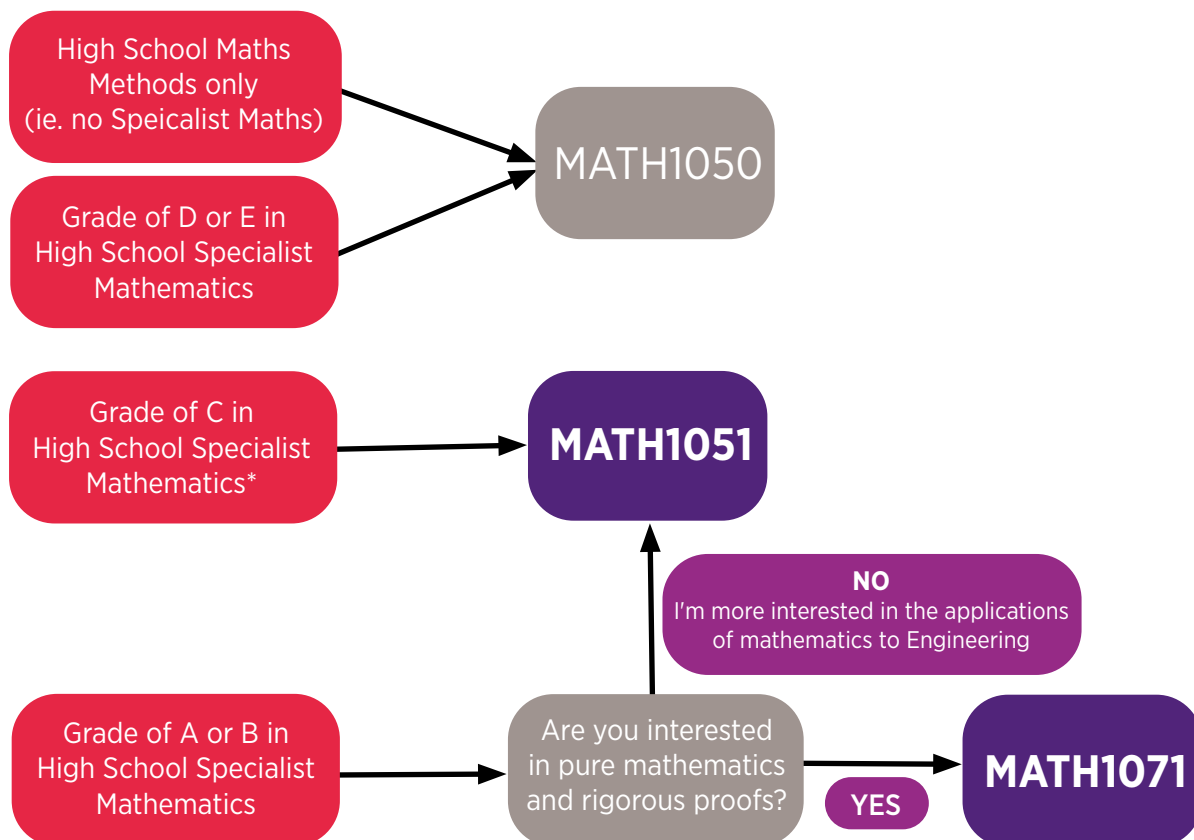 High School Maths
Methods only
(ie. no Speicalist Maths)
MATH1050
Grade of D or E in
High School Specialist
Mathematics
Grade of C in
High School Specialist
Mathematics*
MATH1051
NO
I'm more interested in the applications
of mathematics to Engineering
Grade of A or B in
High School Specialist
Mathematics
Are you interested
in pure mathematics
and rigorous proofs?
YES
MATH1071